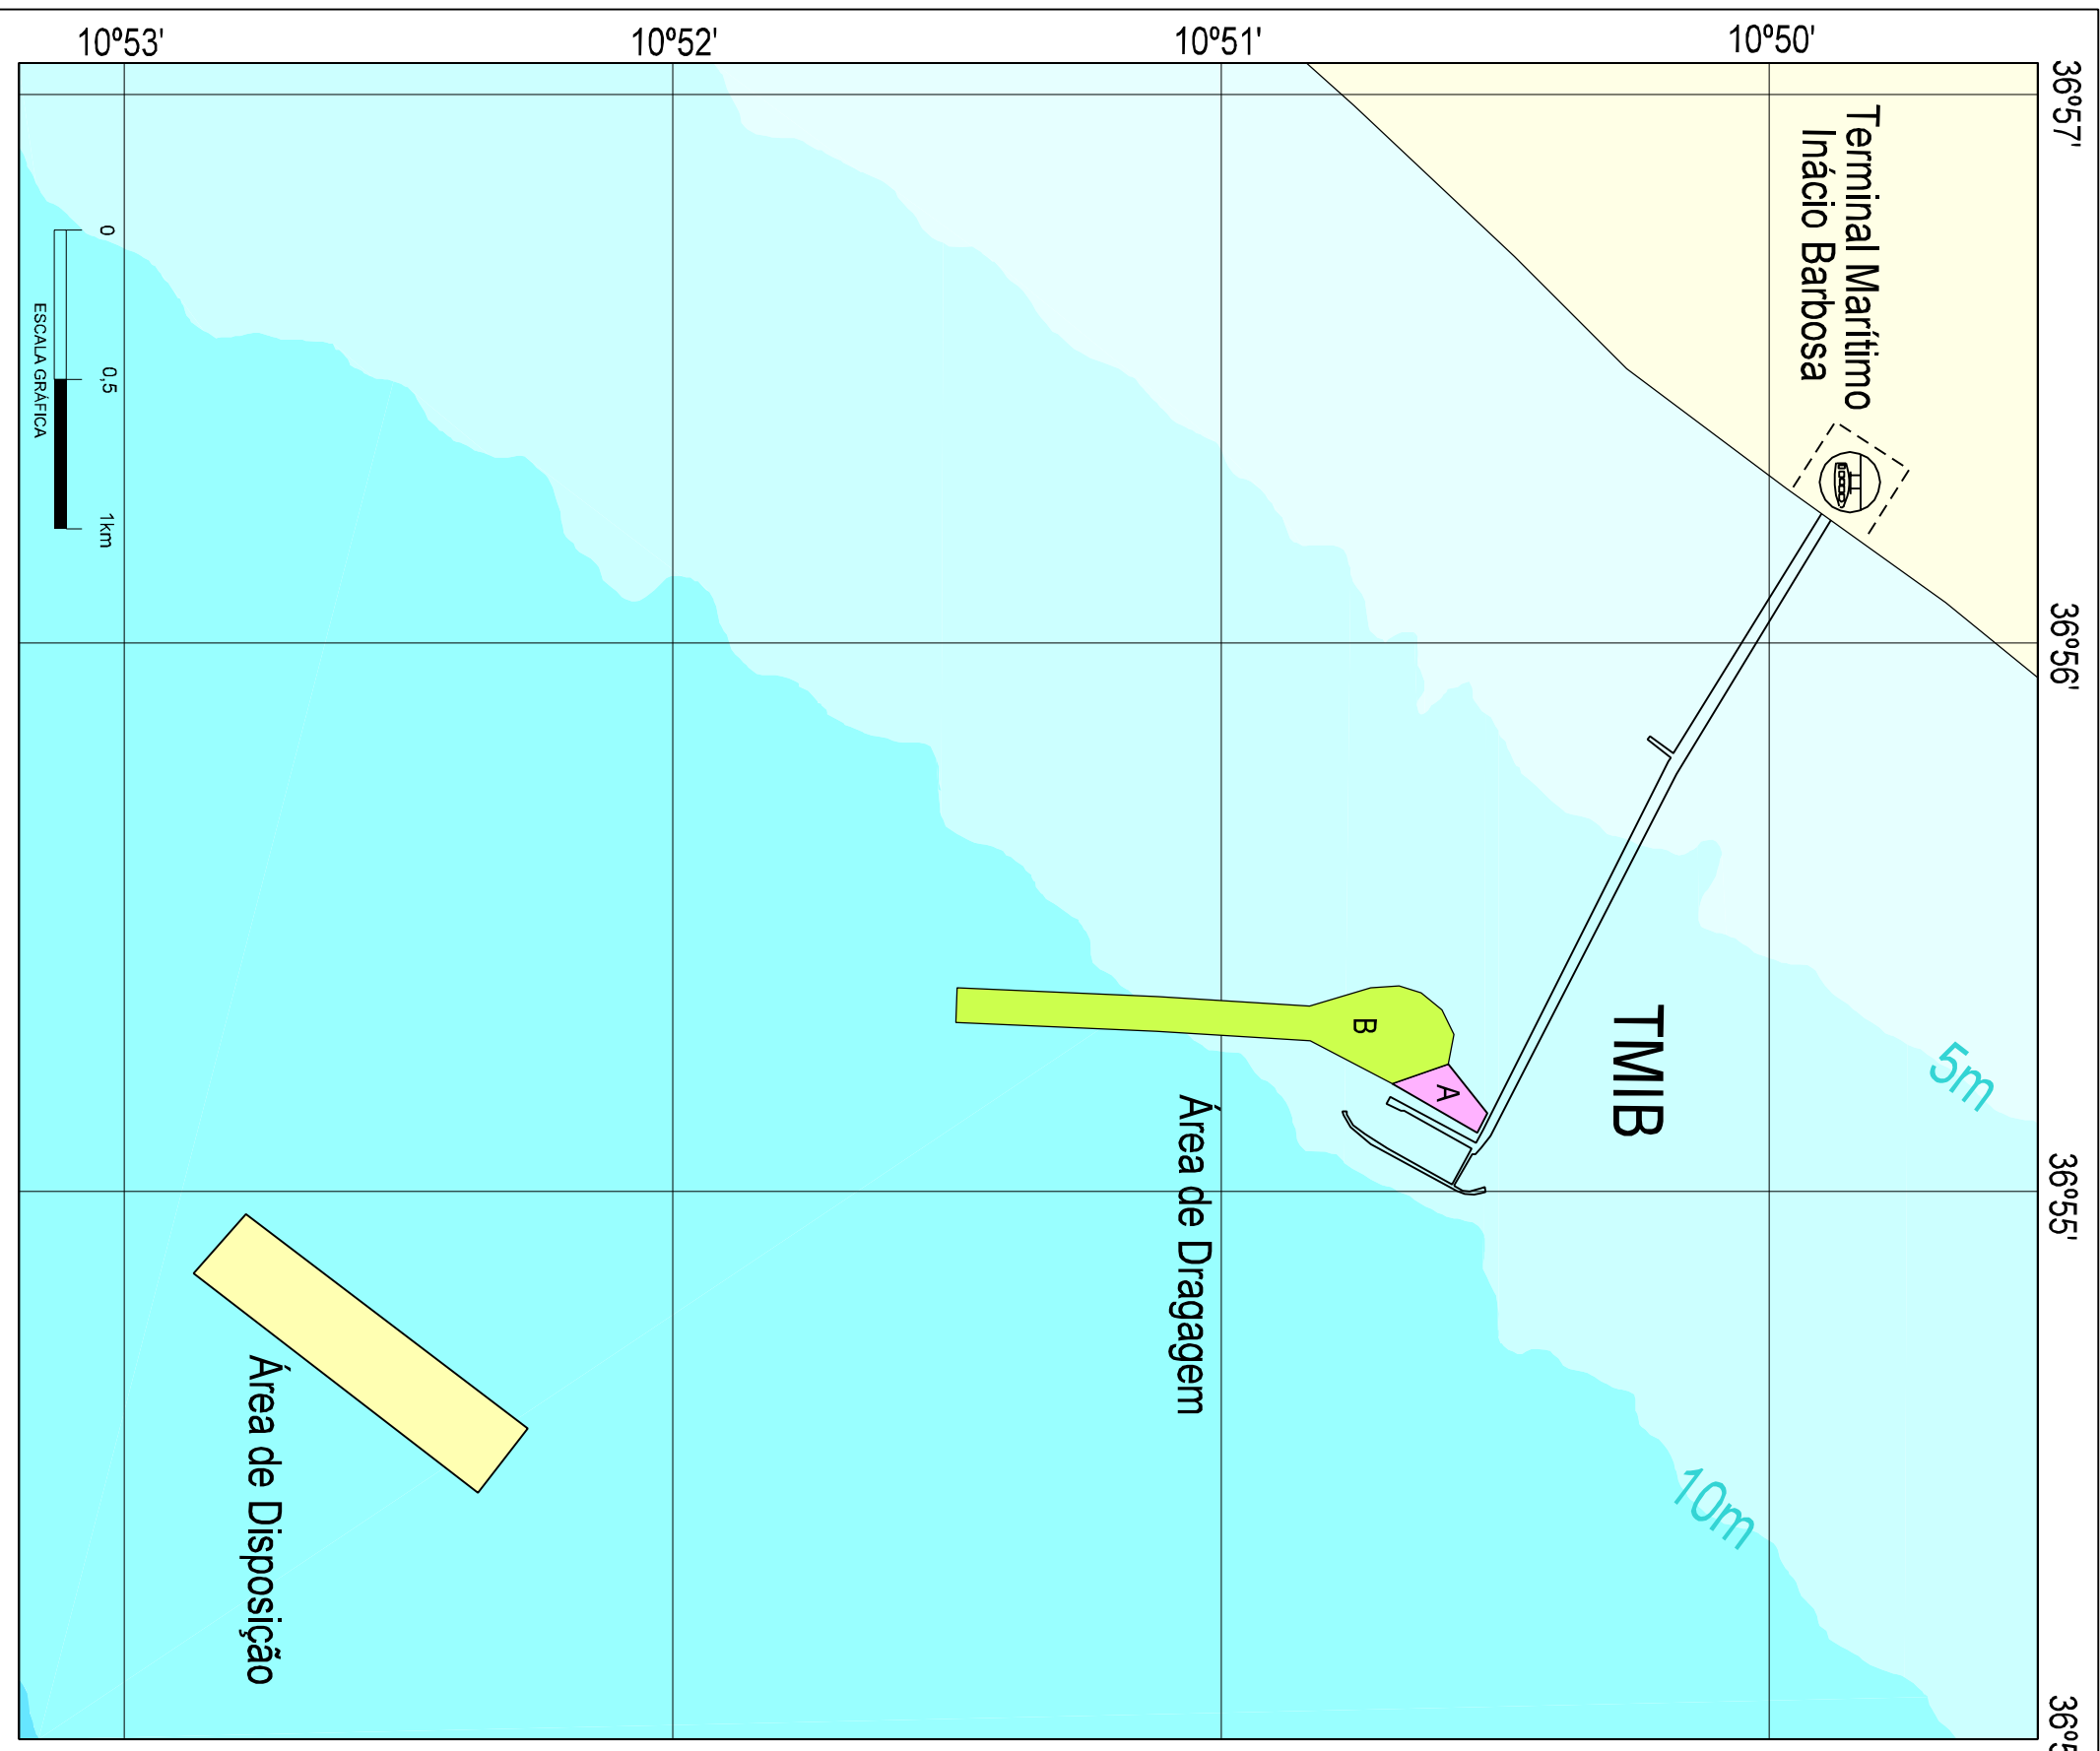 36º57'
36º56'
36º55'
10º50'
10º51'
10º52'
10º53'
Terminal Marítimo
Inácio Barbosa
TMIB
5m
10m
A
B
Área de Dragagem
Área de Disposição
0
0,5
1km
ESCALA GRÁFICA